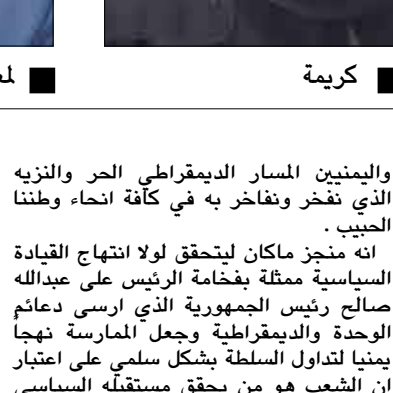 كريمة
واليمنيين المسار الديمقراطي الحر والنزيه
الذي نفخر ونفاخر به في كافة انحاء وطننا
الحبيب .
انه منجز ماكان ليتحقق لولا انتهاج القيادة
السياسية ممثلة بفخامة الرئيس على عبدالله
صالح رئيس الجمهورية الذي ارسى دعائم
الوحدة والديمقراطية وجعل الممارسة نهجاً
يمنيا لتداول السلطة بشكل سلمي على اعتبار
ان الشعب هو من يحقق مستقبله السياسي